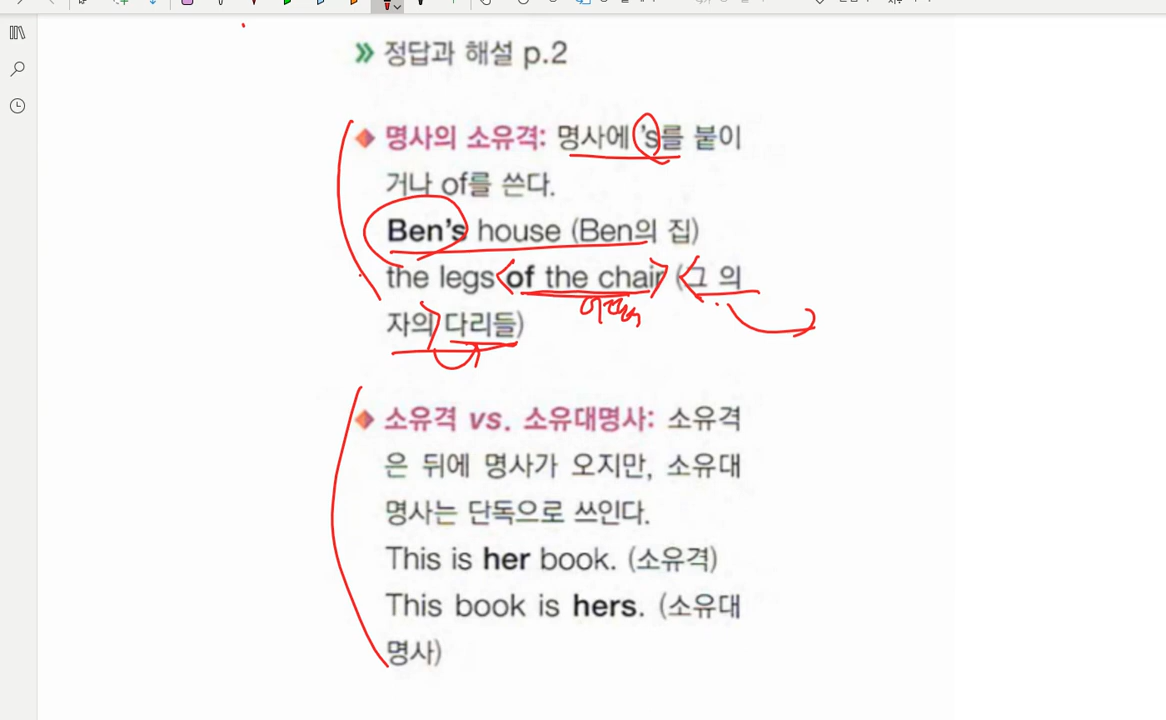 정답과 해설 p.2
명사의 소유격: 명사에 's를 붙이
거나 of를 쓴다.
Ben's house (Ben의 집)
the legs of the chair (그 의
자의 다리들)
소유격 vs. 소유대명사: 소유격
은 뒤에 명사가 오지만, 소유대
명사는 단독으로 쓰인다.
This is her book. (소유격)
This book is hers. (소유대
명사)